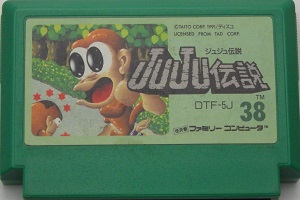 ©TAITO CORP. 1991/ディスコ
LICENSED FROM TAD CORP.
ジュジュ伝説
JUJU伝説
TM
DTF-5J
38
ファミリー コンピュータ